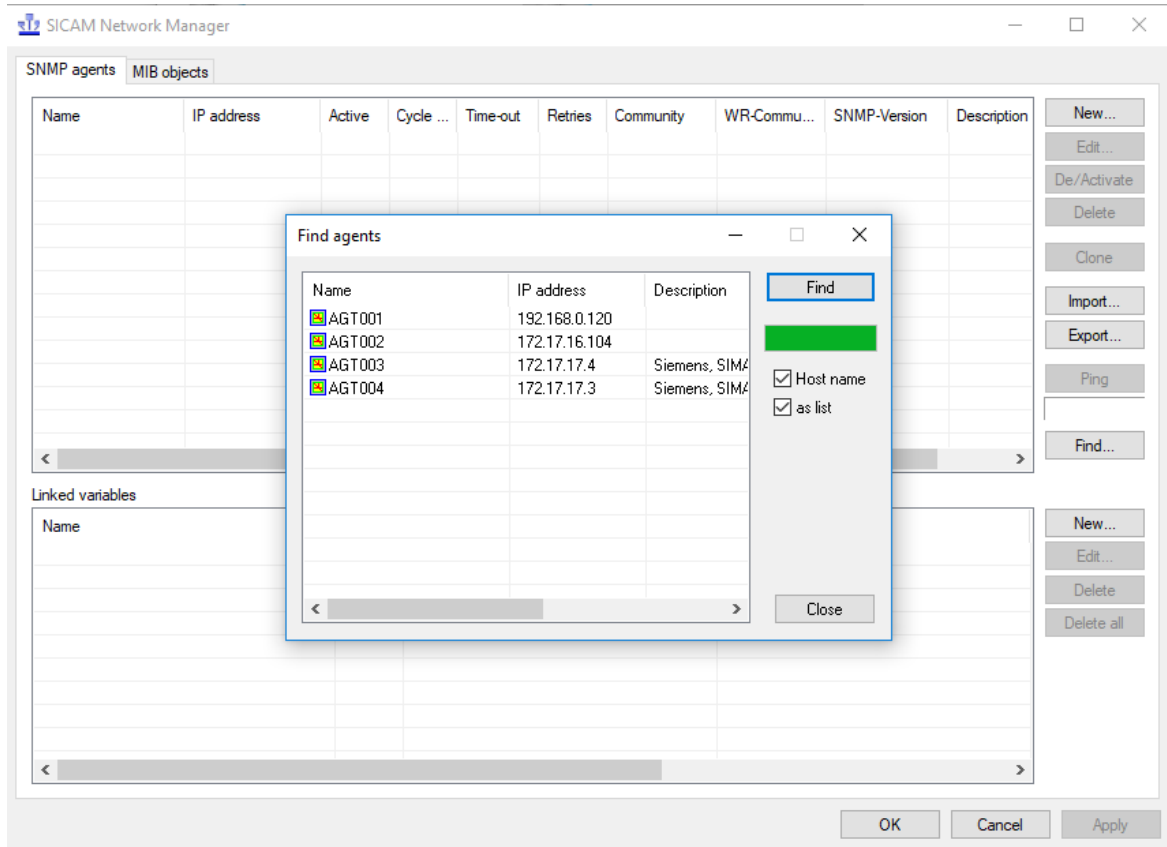 SICAM Network Manager
SNMP agents MIB objects
Name IP address Active Cycle ... Time-out Retries Community WR-Commu... SNMP-Version Description
New...
Edit...
De/Activate
Delete
Clone
Import...
Export...
Ping
Find...
Find agents
Name IP address Description
AGT001 192.168.0.120
AGT002 172.17.16.104
AGT003 172.17.17.4 Siemens, SIMA
AGT004 172.17.17.3 Siemens, SIMA
Find
Host name
as list
Close
Linked variables
Name
New...
Edit...
Delete
Delete all
OK Cancel Apply